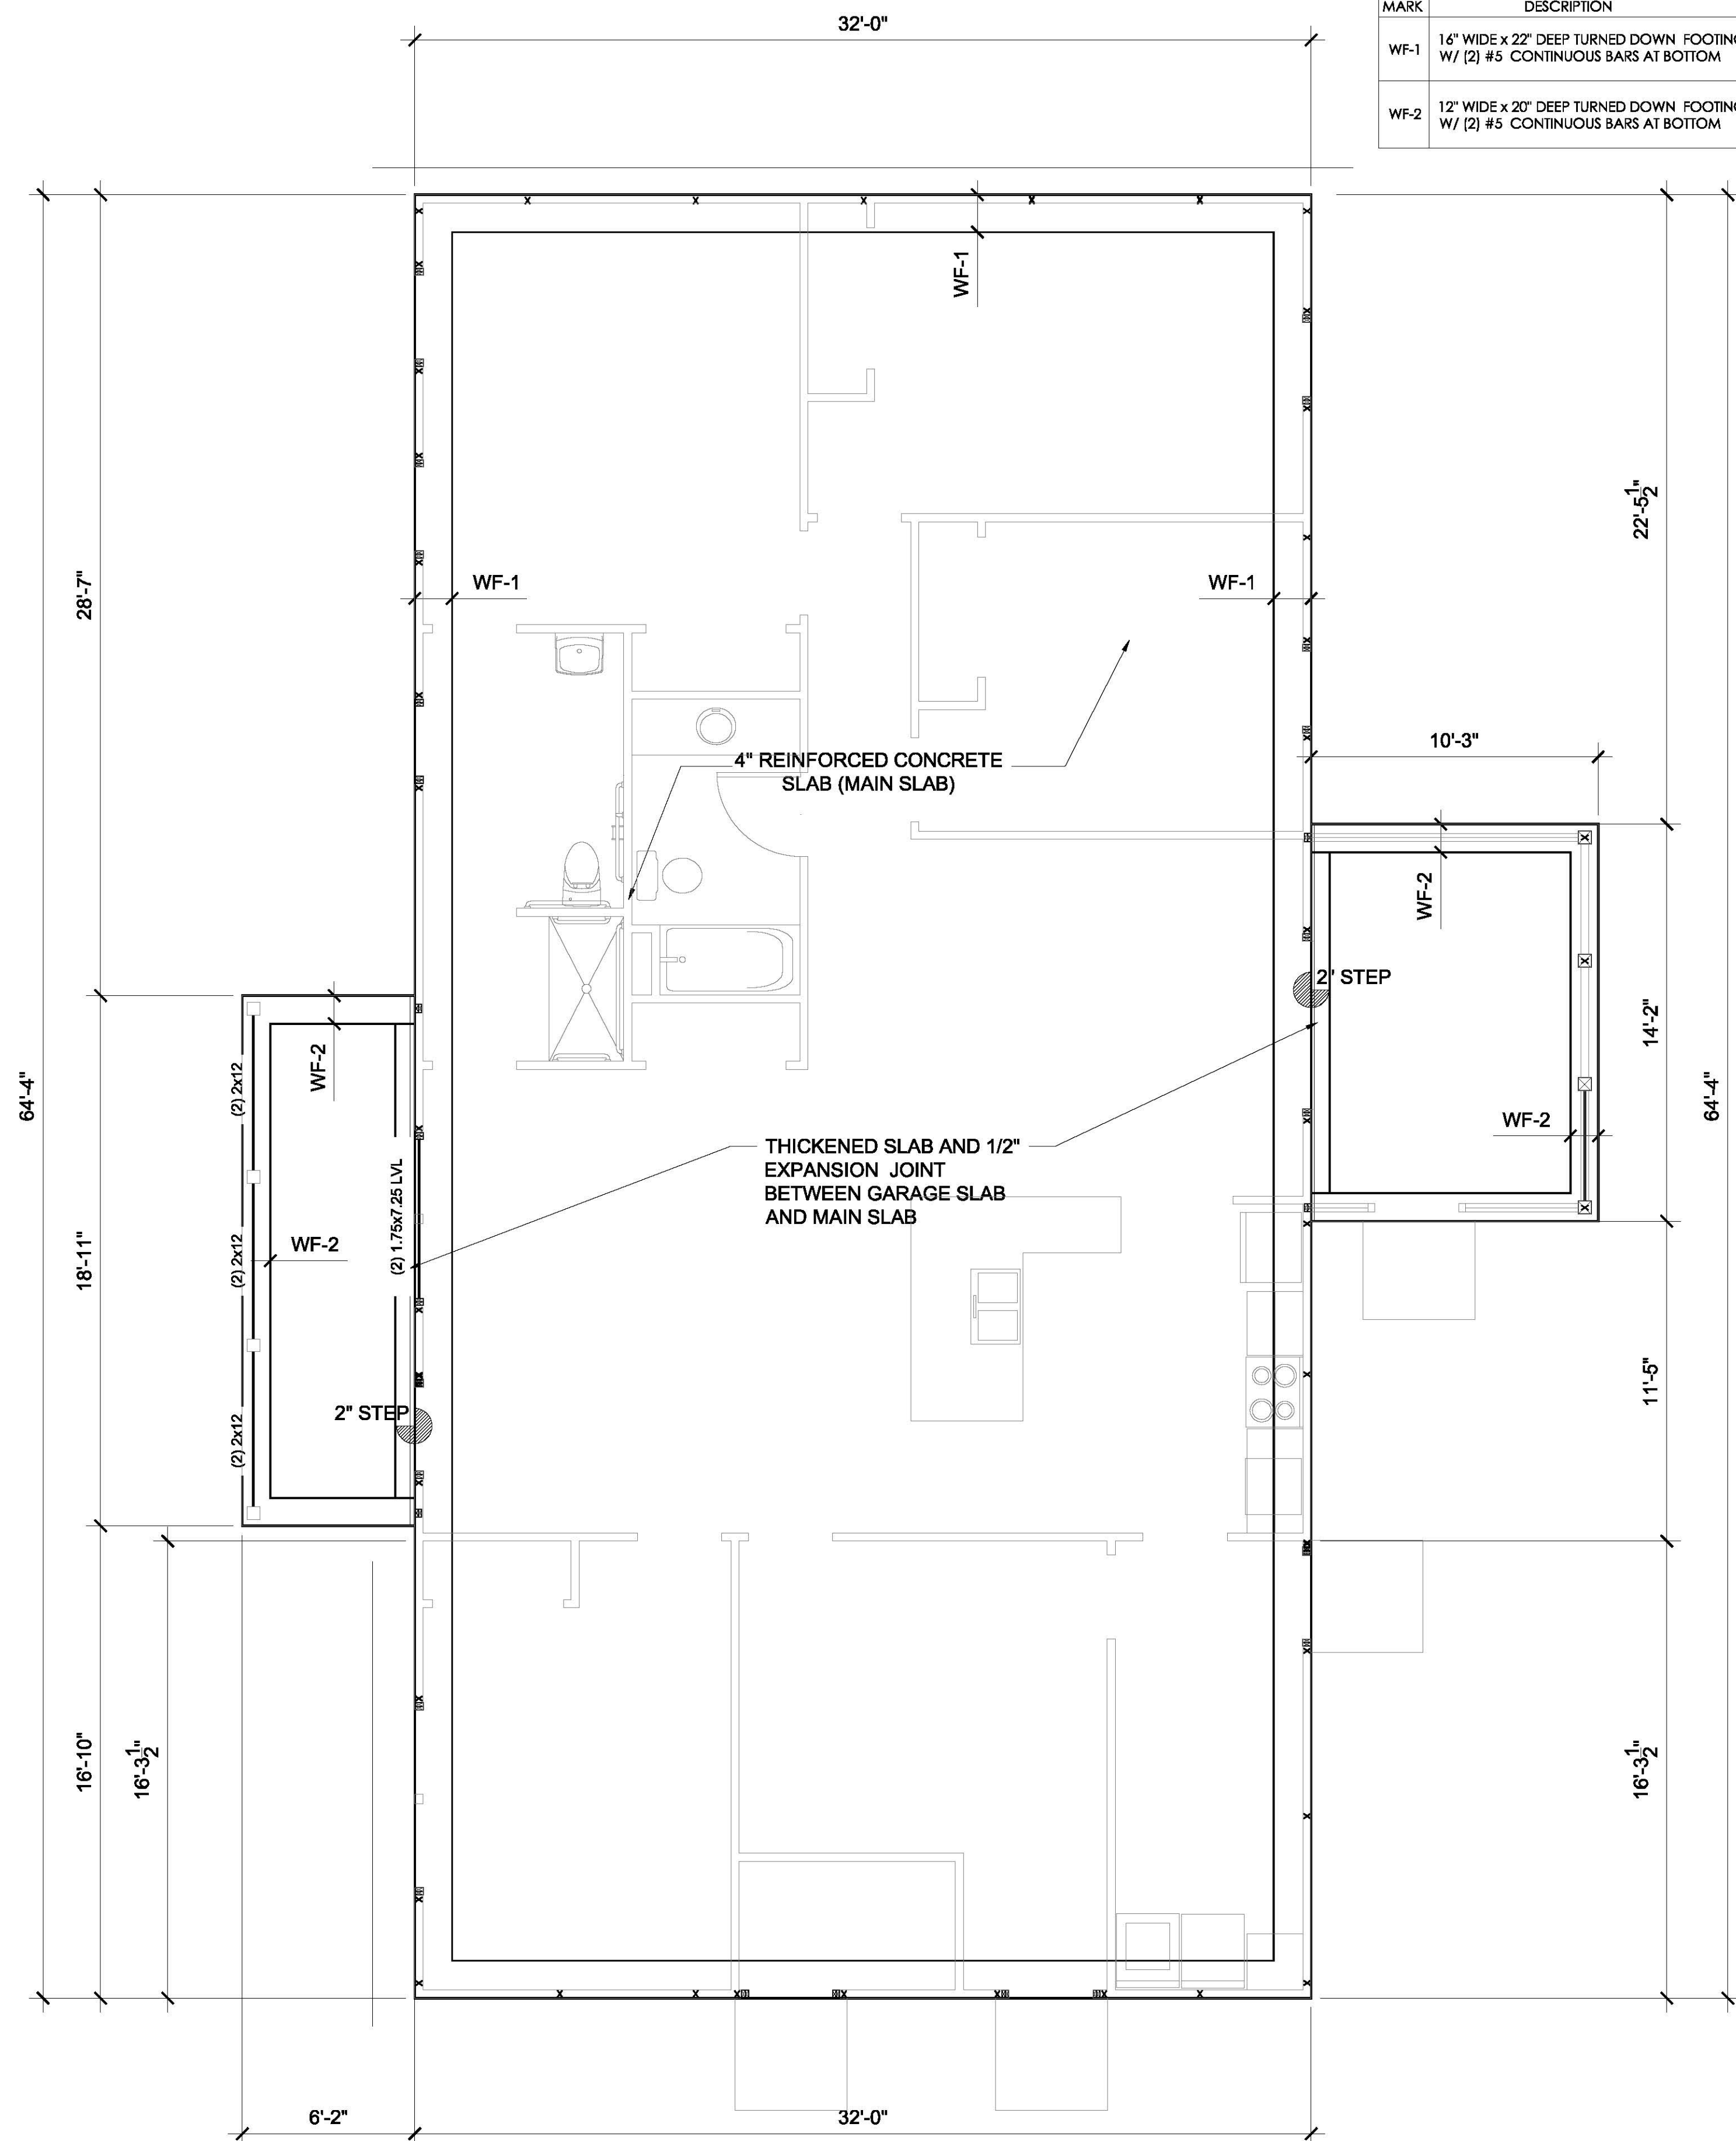 32'-0"
MARK DESCRIPTION
WF-1
16" WIDE x 22" DEEP TURNED DOWN FOOTING
W/ (2) #5 CONTINUOUS BARS AT BOTTOM
WF-2
12" WIDE x 20" DEEP TURNED DOWN FOOTING
W/ (2) #5 CONTINUOUS BARS AT BOTTOM
WF-1
22'-5 1/2"
28'-7"
WF-1
WF-1
10'-3"
4" REINFORCED CONCRETE
SLAB (MAIN SLAB)
WF-2
2" STEP
14'-2"
64'-4"
WF-2
(2) 2x12
64'-4"
WF-2
THICKENED SLAB AND 1/2"
EXPANSION JOINT
BETWEEN GARAGE SLAB
AND MAIN SLAB
(2) 1.75x7.25 LVL
WF-2
(2) 2x12
18'-11"
11'-5"
2" STEP
(2) 2x12
16'-10"
16'-3 1/2"
16'-3 1/2"
6'-2"
32'-0"